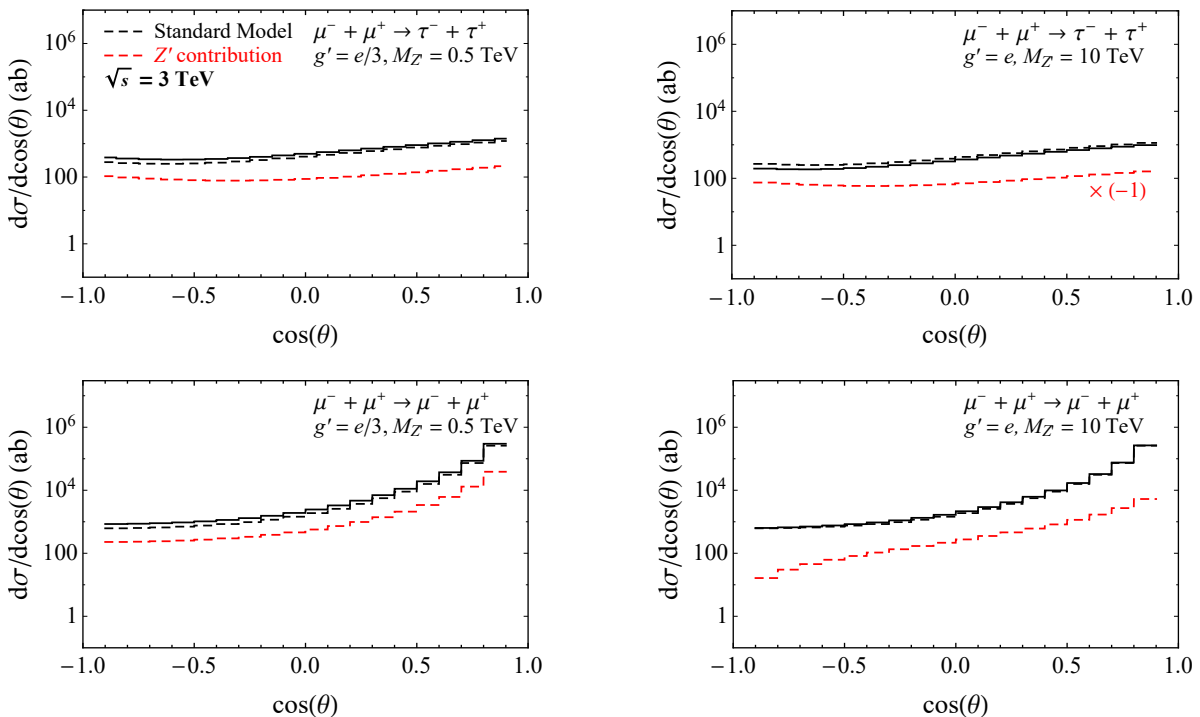 Standard Model
Z′ contribution
√s = 3 TeV
μ⁻ + μ⁺ → τ⁻ + τ⁺
g′ = e/3, M_Z′ = 0.5 TeV
10⁶
10⁴
100
1
dσ/dcos(θ) (ab)
−1.0 −0.5 0.0 0.5 1.0
cos(θ)
μ⁻ + μ⁺ → τ⁻ + τ⁺
g′ = e, M_Z′ = 10 TeV
× (−1)
10⁶
10⁴
100
1
dσ/dcos(θ) (ab)
−1.0 −0.5 0.0 0.5 1.0
cos(θ)
μ⁻ + μ⁺ → μ⁻ + μ⁺
g′ = e/3, M_Z′ = 0.5 TeV
10⁶
10⁴
100
1
dσ/dcos(θ) (ab)
−1.0 −0.5 0.0 0.5 1.0
cos(θ)
μ⁻ + μ⁺ → μ⁻ + μ⁺
g′ = e, M_Z′ = 10 TeV
10⁶
10⁴
100
1
dσ/dcos(θ) (ab)
−1.0 −0.5 0.0 0.5 1.0
cos(θ)